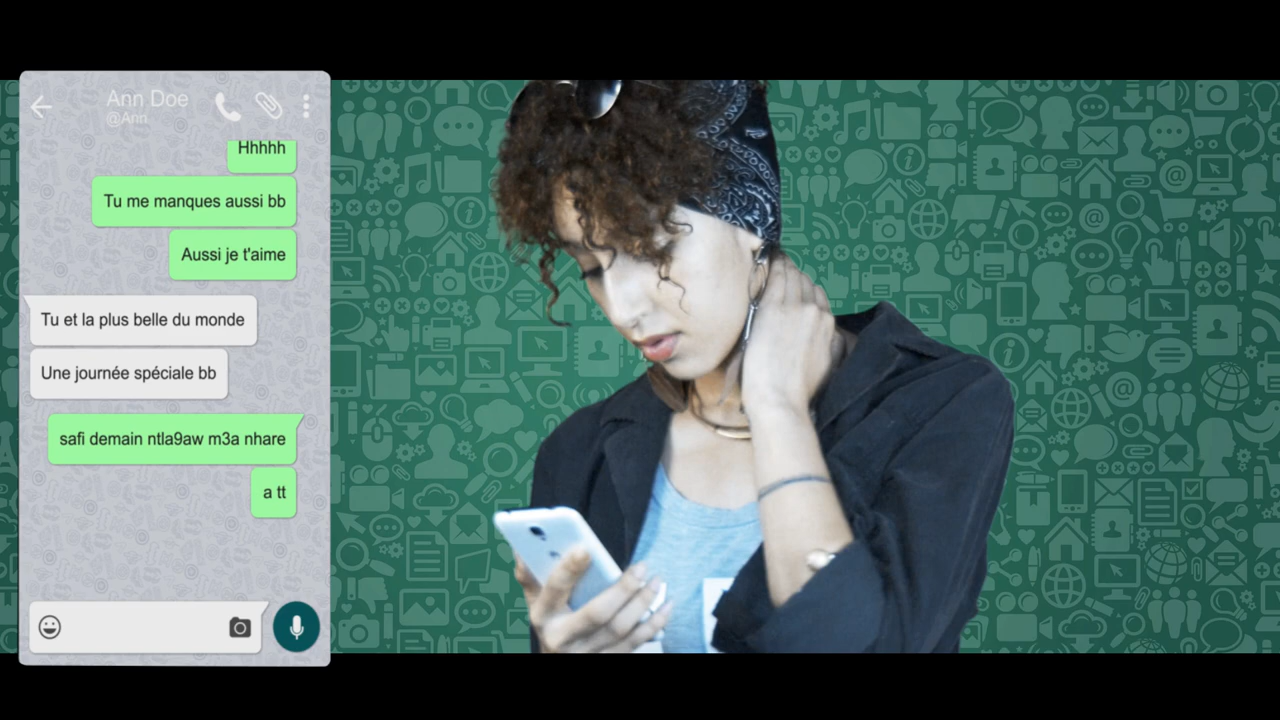 Ann Doe
@Ann
Hhhhh
Tu me manques aussi bb
Aussi je t'aime
Tu et la plus belle du monde
Une journée spéciale bb
safi demain ntla9aw m3a nhare
a tt